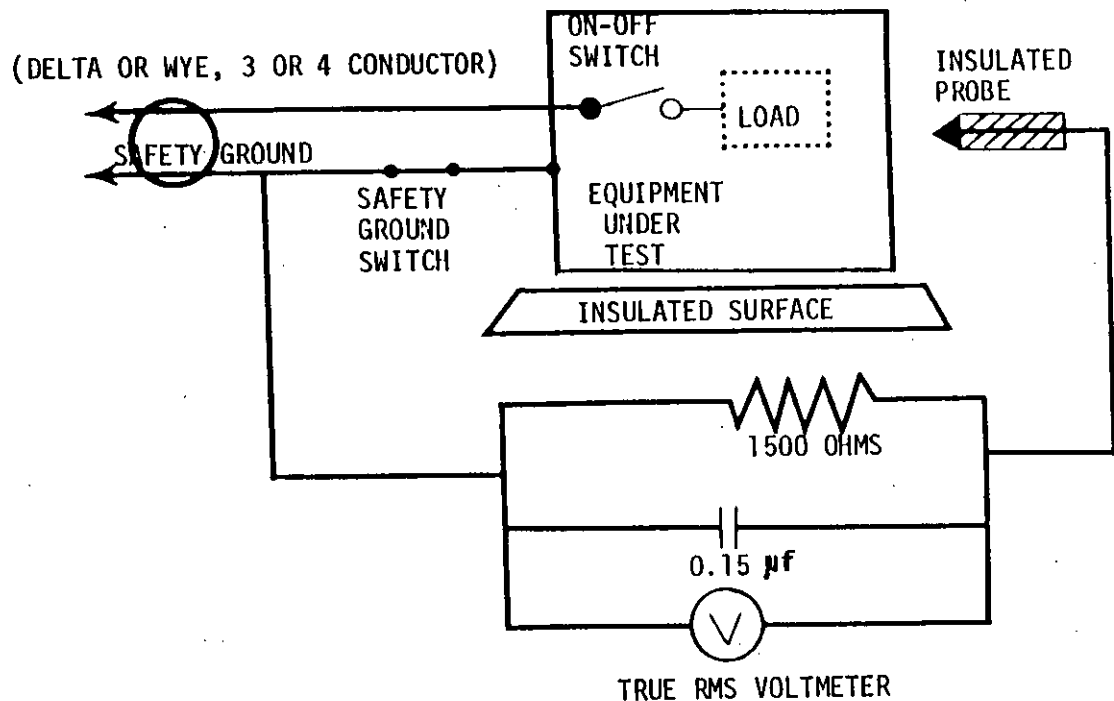 (DELTA OR WYE, 3 OR 4 CONDUCTOR)
ON-OFF
SWITCH
INSULATED
PROBE
LOAD
SAFETY GROUND
SAFETY
GROUND
SWITCH
EQUIPMENT
UNDER
TEST
INSULATED SURFACE
1500 OHMS
0.15 µf
V
TRUE RMS VOLTMETER